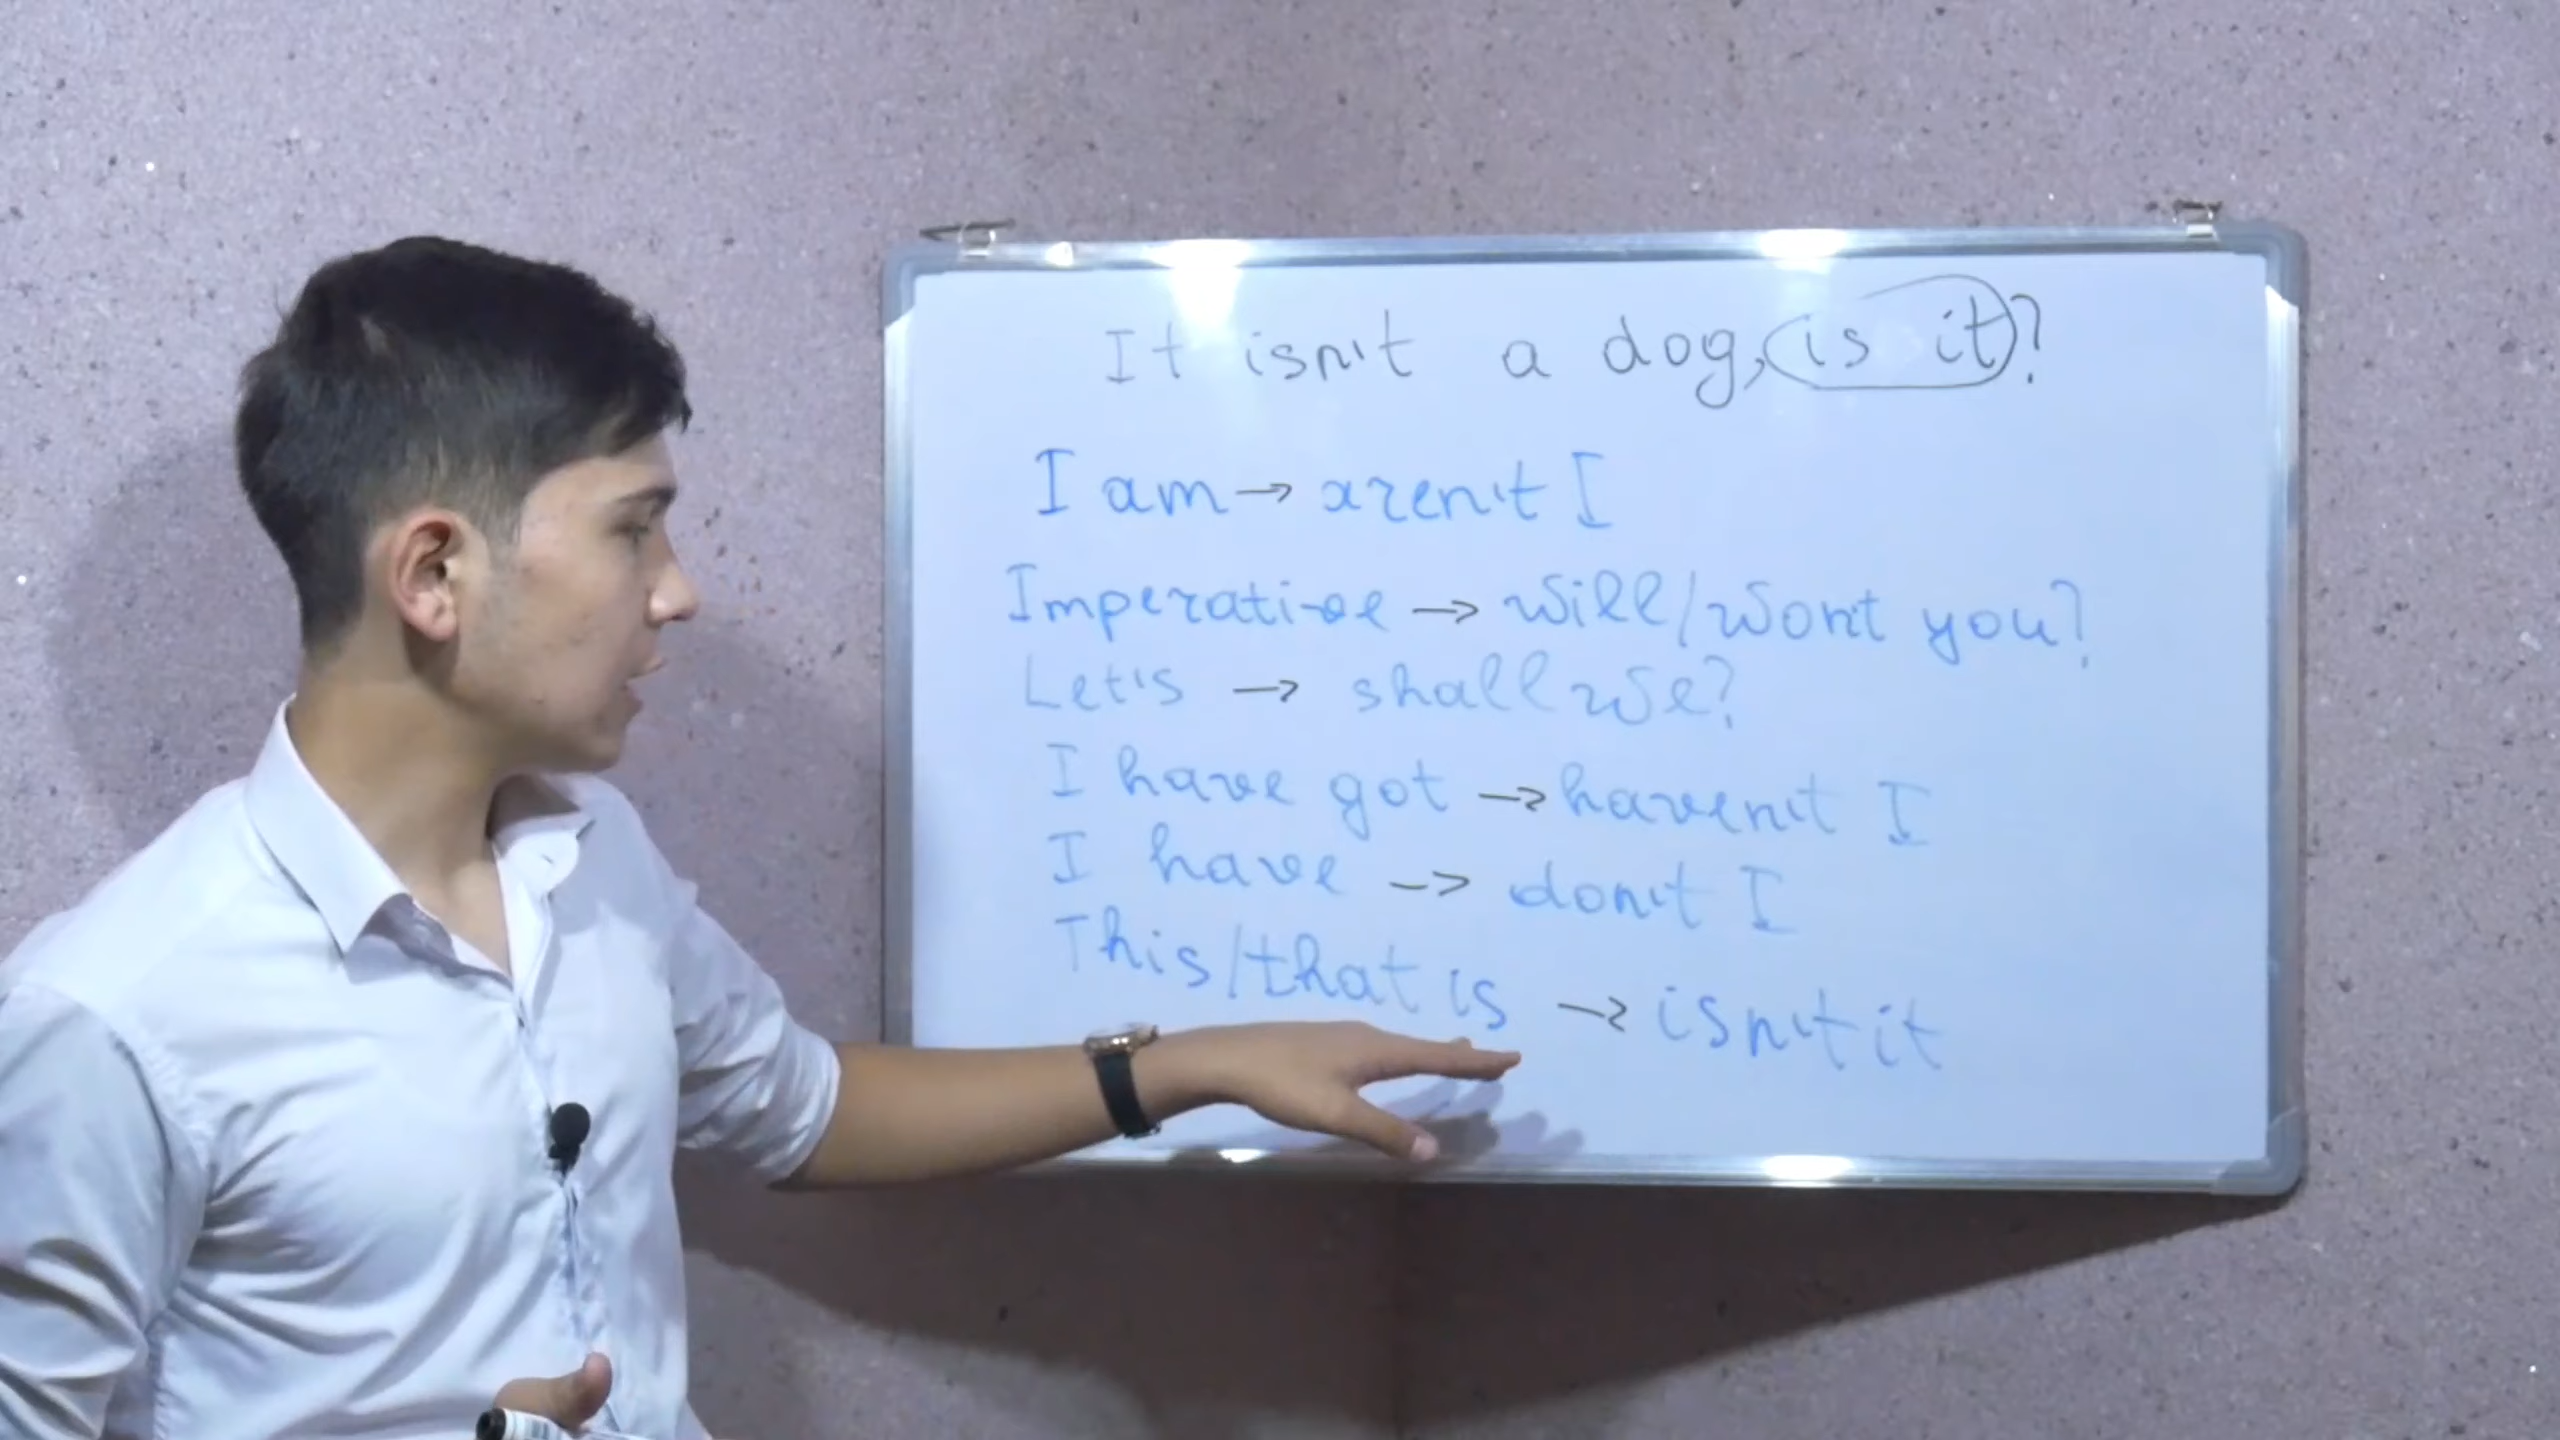 It isn't a dog, is it?
I am → aren't I
Imperative → will/won't you?
Let's → shall we?
I have got → haven't I
I have → don't I
This/that is → isn't it